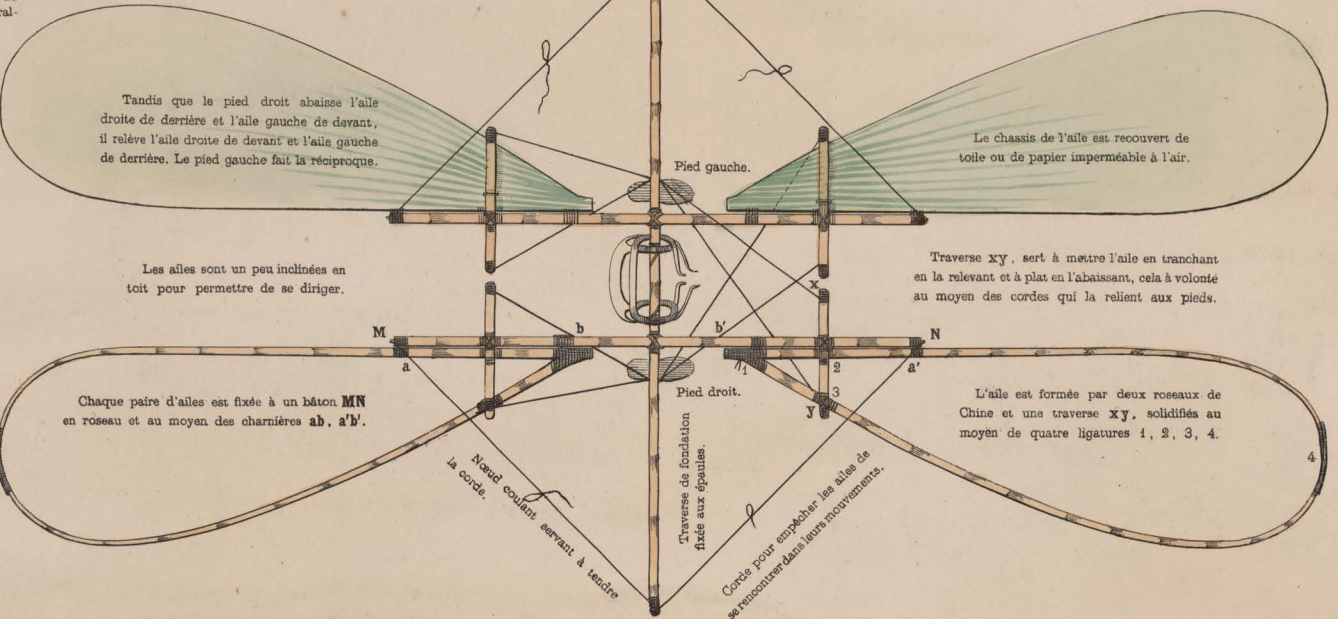 ral-
Tandis que le pied droit abaisse l'aile
droite de derrière et l'aile gauche de devant,
il relève l'aile droite de devant et l'aile gauche
de derrière. Le pied gauche fait la réciproque.
Pied gauche.
Le chassis de l'aile est recouvert de
toile ou de papier imperméable à l'air.
Les ailes sont un peu inclinées en
toit pour permettre de se diriger.
Traverse xy, sert à mettre l'aile en tranchant
en la relevant et à plat en l'abaissant, cela à volonté
au moyen des cordes qui la relient aux pieds.
x
M
b
b'
N
a
1
2
a'
Pied droit.
3
y
Chaque paire d'ailes est fixée à un bâton MN
en roseau et au moyen des charnières ab, a'b'.
L'aile est formée par deux roseaux de
Chine et une traverse xy, solidifiés au
moyen de quatre ligatures 1, 2, 3, 4.
4
Nœud coulant servant à tendre
la corde.
Traverse de fondation
fixée aux épaules.
Corde pour empêcher les ailes de
se rencontrer dans leurs mouvements.